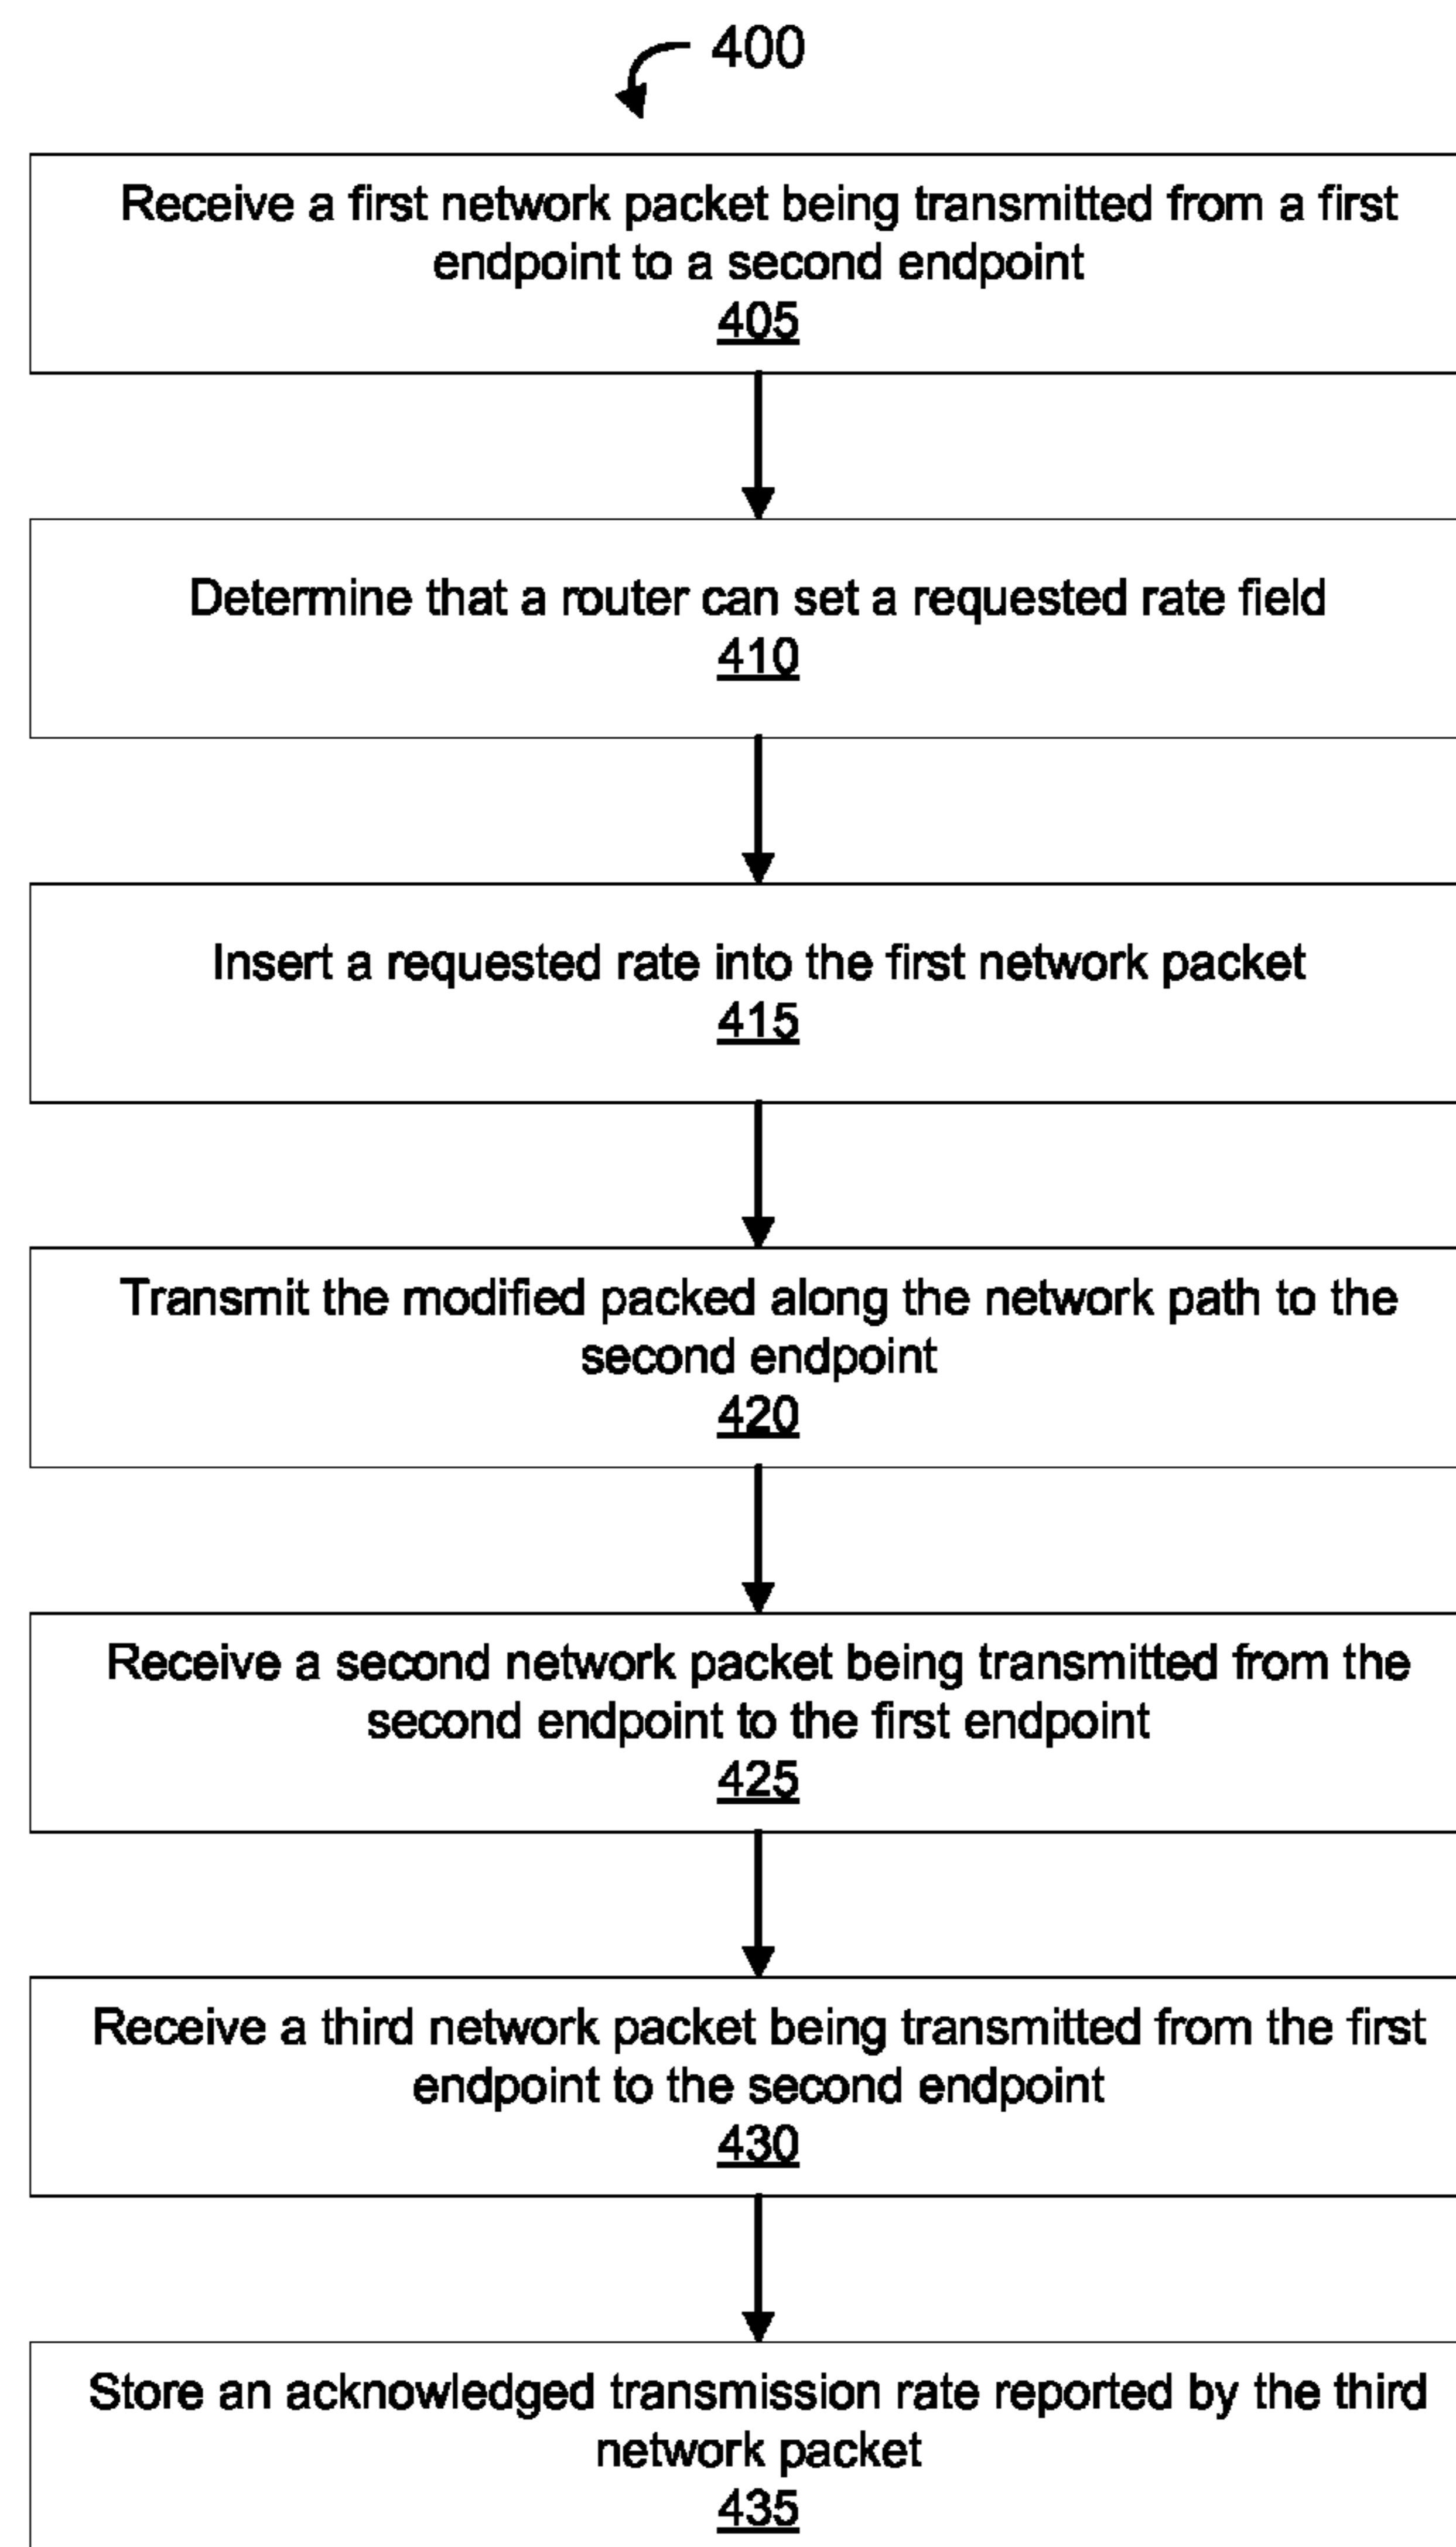 400
Receive a first network packet being transmitted from a first
endpoint to a second endpoint
405
Determine that a router can set a requested rate field
410
Insert a requested rate into the first network packet
415
Transmit the modified packed along the network path to the
second endpoint
420
Receive a second network packet being transmitted from the
second endpoint to the first endpoint
425
Receive a third network packet being transmitted from the first
endpoint to the second endpoint
430
Store an acknowledged transmission rate reported by the third
network packet
435